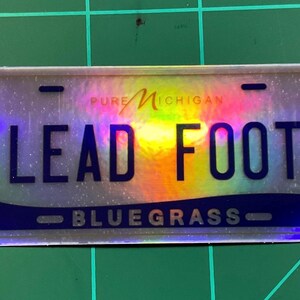 PURE MICHIGAN
LEAD FOOT
BLUEGRASS